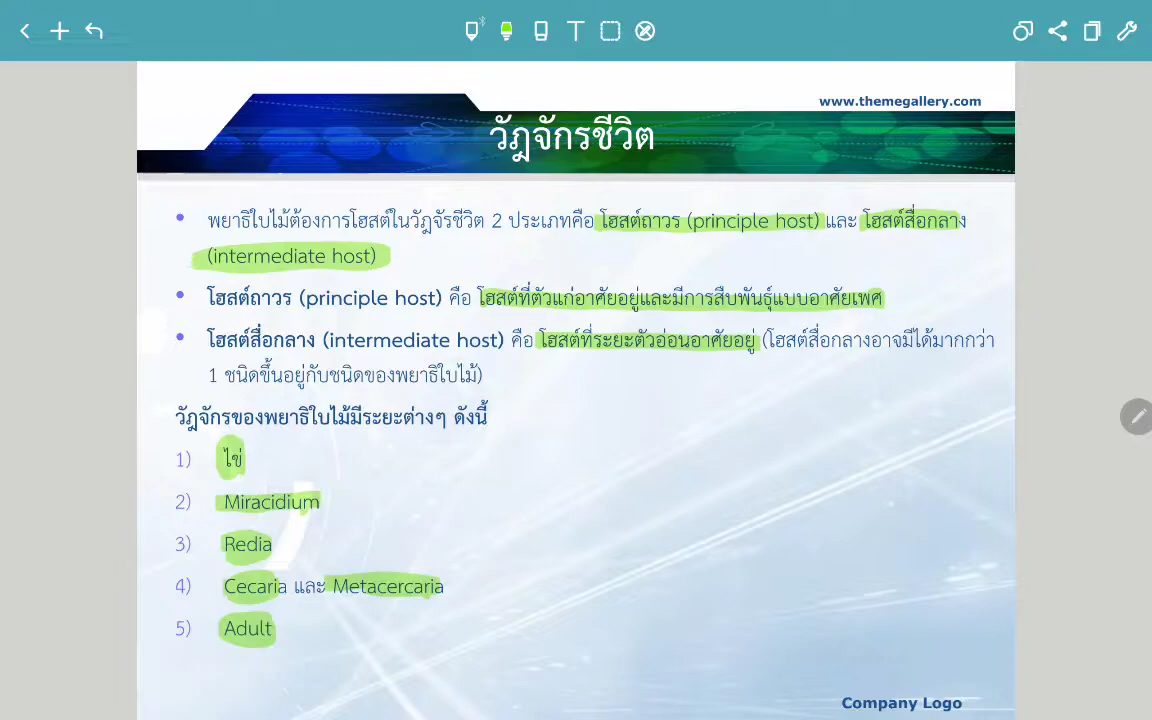 www.themegallery.com
วัฎจักรชีวิต
• พยาธิใบไม้ต้องการโฮสต์ในวัฎจัรชีวิต 2 ประเภทคือ โฮสต์ถาวร (principle host) และ โฮสต์สื่อกลาง
(intermediate host)
• โฮสต์ถาวร (principle host) คือ โฮสต์ที่ตัวแก่อาศัยอยู่และมีการสืบพันธุ์แบบอาศัยเพศ
• โฮสต์สื่อกลาง (intermediate host) คือ โฮสต์ที่ระยะตัวอ่อนอาศัยอยู่ (โฮสต์สื่อกลางอาจมีได้มากกว่า
1 ชนิดขึ้นอยู่กับชนิดของพยาธิใบไม้)
วัฎจักรของพยาธิใบไม้มีระยะต่างๆ ดังนี้
1) ไข่
2) Miracidium
3) Redia
4) Cecaria และ Metacercaria
5) Adult
Company Logo